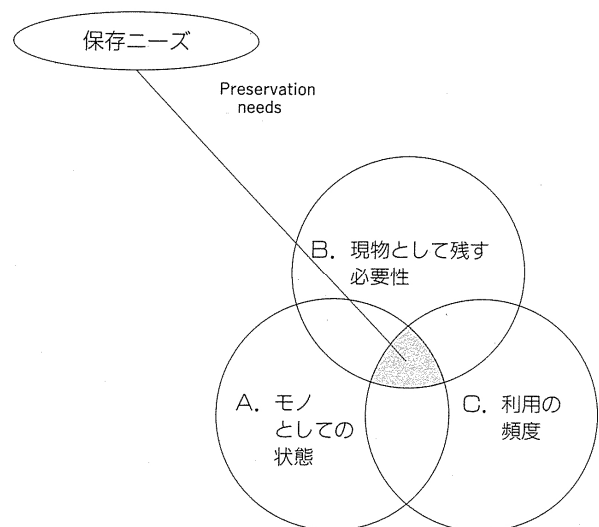 保存ニーズ
Preservation
needs
B. 現物として残す
必要性
A. モノ
としての
状態
C. 利用の
頻度